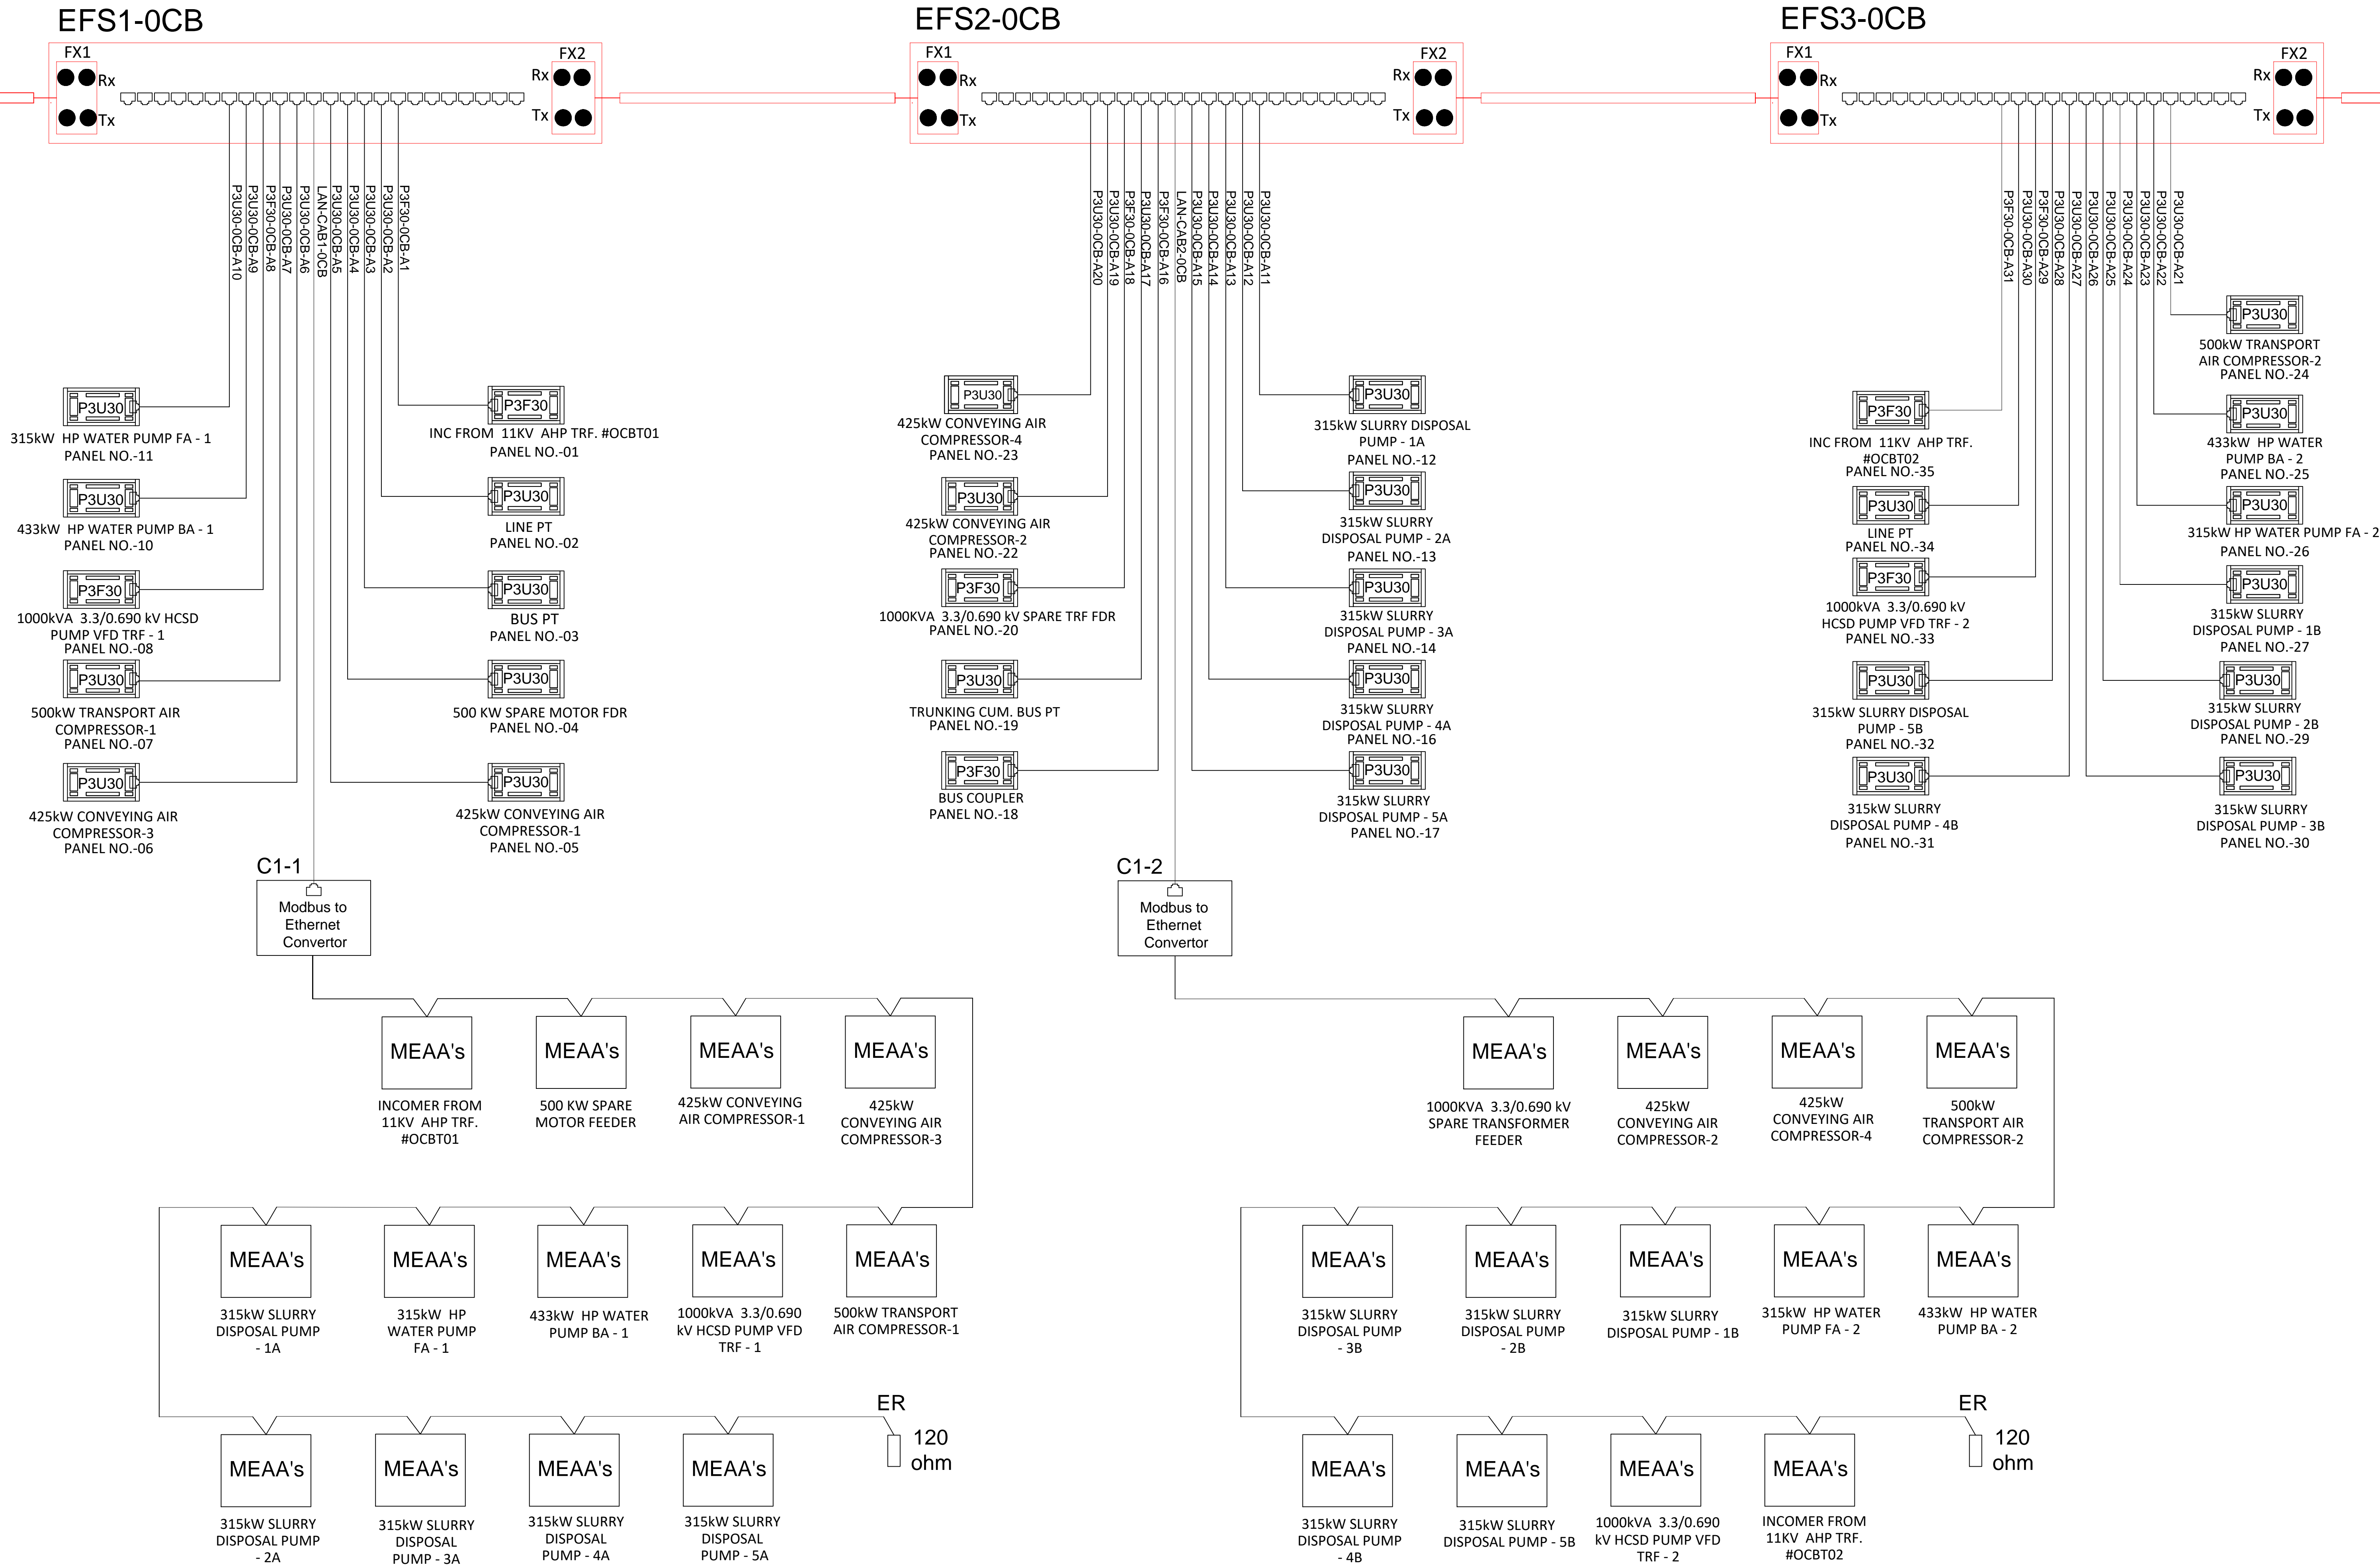 EFS1-0CB
FX1
FX2
Rx
Rx
Tx
Tx
P3U30-0CB-A10
P3U30-0CB-A9
P3F30-0CB-A8
P3U30-0CB-A7
P3U30-0CB-A6
LAN-CAB1-0CB
P3U30-0CB-A5
P3U30-0CB-A4
P3U30-0CB-A3
P3U30-0CB-A2
P3F30-0CB-A1
P3U30
315kW HP WATER PUMP FA - 1
PANEL NO.-11
P3U30
433kW HP WATER PUMP BA - 1
PANEL NO.-10
P3F30
1000kVA 3.3/0.690 kV HCSD
PUMP VFD TRF - 1
PANEL NO.-08
P3U30
500kW TRANSPORT AIR
COMPRESSOR-1
PANEL NO.-07
P3U30
425kW CONVEYING AIR
COMPRESSOR-3
PANEL NO.-06
P3F30
INC FROM 11KV AHP TRF. #OCBT01
PANEL NO.-01
P3U30
LINE PT
PANEL NO.-02
P3U30
BUS PT
PANEL NO.-03
P3U30
500 KW SPARE MOTOR FDR
PANEL NO.-04
P3U30
425kW CONVEYING AIR
COMPRESSOR-1
PANEL NO.-05
C1-1
Modbus to
Ethernet
Convertor
MEAA's
INCOMER FROM
11KV AHP TRF.
#OCBT01
MEAA's
500 KW SPARE
MOTOR FEEDER
MEAA's
425kW CONVEYING
AIR COMPRESSOR-1
MEAA's
425kW
CONVEYING AIR
COMPRESSOR-3
MEAA's
315kW SLURRY
DISPOSAL PUMP
- 1A
MEAA's
315kW HP
WATER PUMP
FA - 1
MEAA's
433kW HP WATER
PUMP BA - 1
MEAA's
1000kVA 3.3/0.690
kV HCSD PUMP VFD
TRF - 1
MEAA's
500kW TRANSPORT
AIR COMPRESSOR-1
MEAA's
315kW SLURRY
DISPOSAL PUMP
- 2A
MEAA's
315kW SLURRY
DISPOSAL
PUMP - 3A
MEAA's
315kW SLURRY
DISPOSAL
PUMP - 4A
MEAA's
315kW SLURRY
DISPOSAL
PUMP - 5A
ER
120
ohm
EFS2-0CB
FX1
FX2
Rx
Rx
Tx
Tx
P3U30-0CB-A20
P3U30-0CB-A19
P3F30-0CB-A18
P3U30-0CB-A17
P3F30-0CB-A16
LAN-CAB2-0CB
P3U30-0CB-A15
P3U30-0CB-A14
P3U30-0CB-A13
P3U30-0CB-A12
P3U30-0CB-A11
P3U30
425kW CONVEYING AIR
COMPRESSOR-4
PANEL NO.-23
P3U30
425kW CONVEYING AIR
COMPRESSOR-2
PANEL NO.-22
P3F30
1000KVA 3.3/0.690 kV SPARE TRF FDR
PANEL NO.-20
P3U30
TRUNKING CUM. BUS PT
PANEL NO.-19
P3F30
BUS COUPLER
PANEL NO.-18
P3U30
315kW SLURRY DISPOSAL
PUMP - 1A
PANEL NO.-12
P3U30
315kW SLURRY
DISPOSAL PUMP - 2A
PANEL NO.-13
P3U30
315kW SLURRY
DISPOSAL PUMP - 3A
PANEL NO.-14
P3U30
315kW SLURRY
DISPOSAL PUMP - 4A
PANEL NO.-16
P3U30
315kW SLURRY
DISPOSAL PUMP - 5A
PANEL NO.-17
C1-2
Modbus to
Ethernet
Convertor
MEAA's
1000KVA 3.3/0.690 kV
SPARE TRANSFORMER
FEEDER
MEAA's
425kW
CONVEYING AIR
COMPRESSOR-2
MEAA's
425kW
CONVEYING AIR
COMPRESSOR-4
MEAA's
500kW
TRANSPORT AIR
COMPRESSOR-2
MEAA's
315kW SLURRY
DISPOSAL PUMP
- 3B
MEAA's
315kW SLURRY
DISPOSAL PUMP
- 2B
MEAA's
315kW SLURRY
DISPOSAL PUMP - 1B
MEAA's
315kW HP WATER
PUMP FA - 2
MEAA's
433kW HP WATER
PUMP BA - 2
MEAA's
315kW SLURRY
DISPOSAL PUMP
- 4B
MEAA's
315kW SLURRY
DISPOSAL PUMP - 5B
MEAA's
1000kVA 3.3/0.690
kV HCSD PUMP VFD
TRF - 2
MEAA's
INCOMER FROM
11KV AHP TRF.
#OCBT02
ER
120
ohm
EFS3-0CB
FX1
FX2
Rx
Rx
Tx
Tx
P3F30-0CB-A31
P3U30-0CB-A30
P3F30-0CB-A29
P3U30-0CB-A28
P3U30-0CB-A27
P3U30-0CB-A26
P3U30-0CB-A25
P3U30-0CB-A24
P3U30-0CB-A23
P3U30-0CB-A22
P3U30-0CB-A21
P3F30
INC FROM 11KV AHP TRF.
#OCBT02
PANEL NO.-35
P3U30
LINE PT
PANEL NO.-34
P3F30
1000kVA 3.3/0.690 kV
HCSD PUMP VFD TRF - 2
PANEL NO.-33
P3U30
315kW SLURRY DISPOSAL
PUMP - 5B
PANEL NO.-32
P3U30
315kW SLURRY
DISPOSAL PUMP - 4B
PANEL NO.-31
P3U30
500kW TRANSPORT
AIR COMPRESSOR-2
PANEL NO.-24
P3U30
433kW HP WATER
PUMP BA - 2
PANEL NO.-25
P3U30
315kW HP WATER PUMP FA - 2
PANEL NO.-26
P3U30
315kW SLURRY
DISPOSAL PUMP - 1B
PANEL NO.-27
P3U30
315kW SLURRY
DISPOSAL PUMP - 2B
PANEL NO.-29
P3U30
315kW SLURRY
DISPOSAL PUMP - 3B
PANEL NO.-30